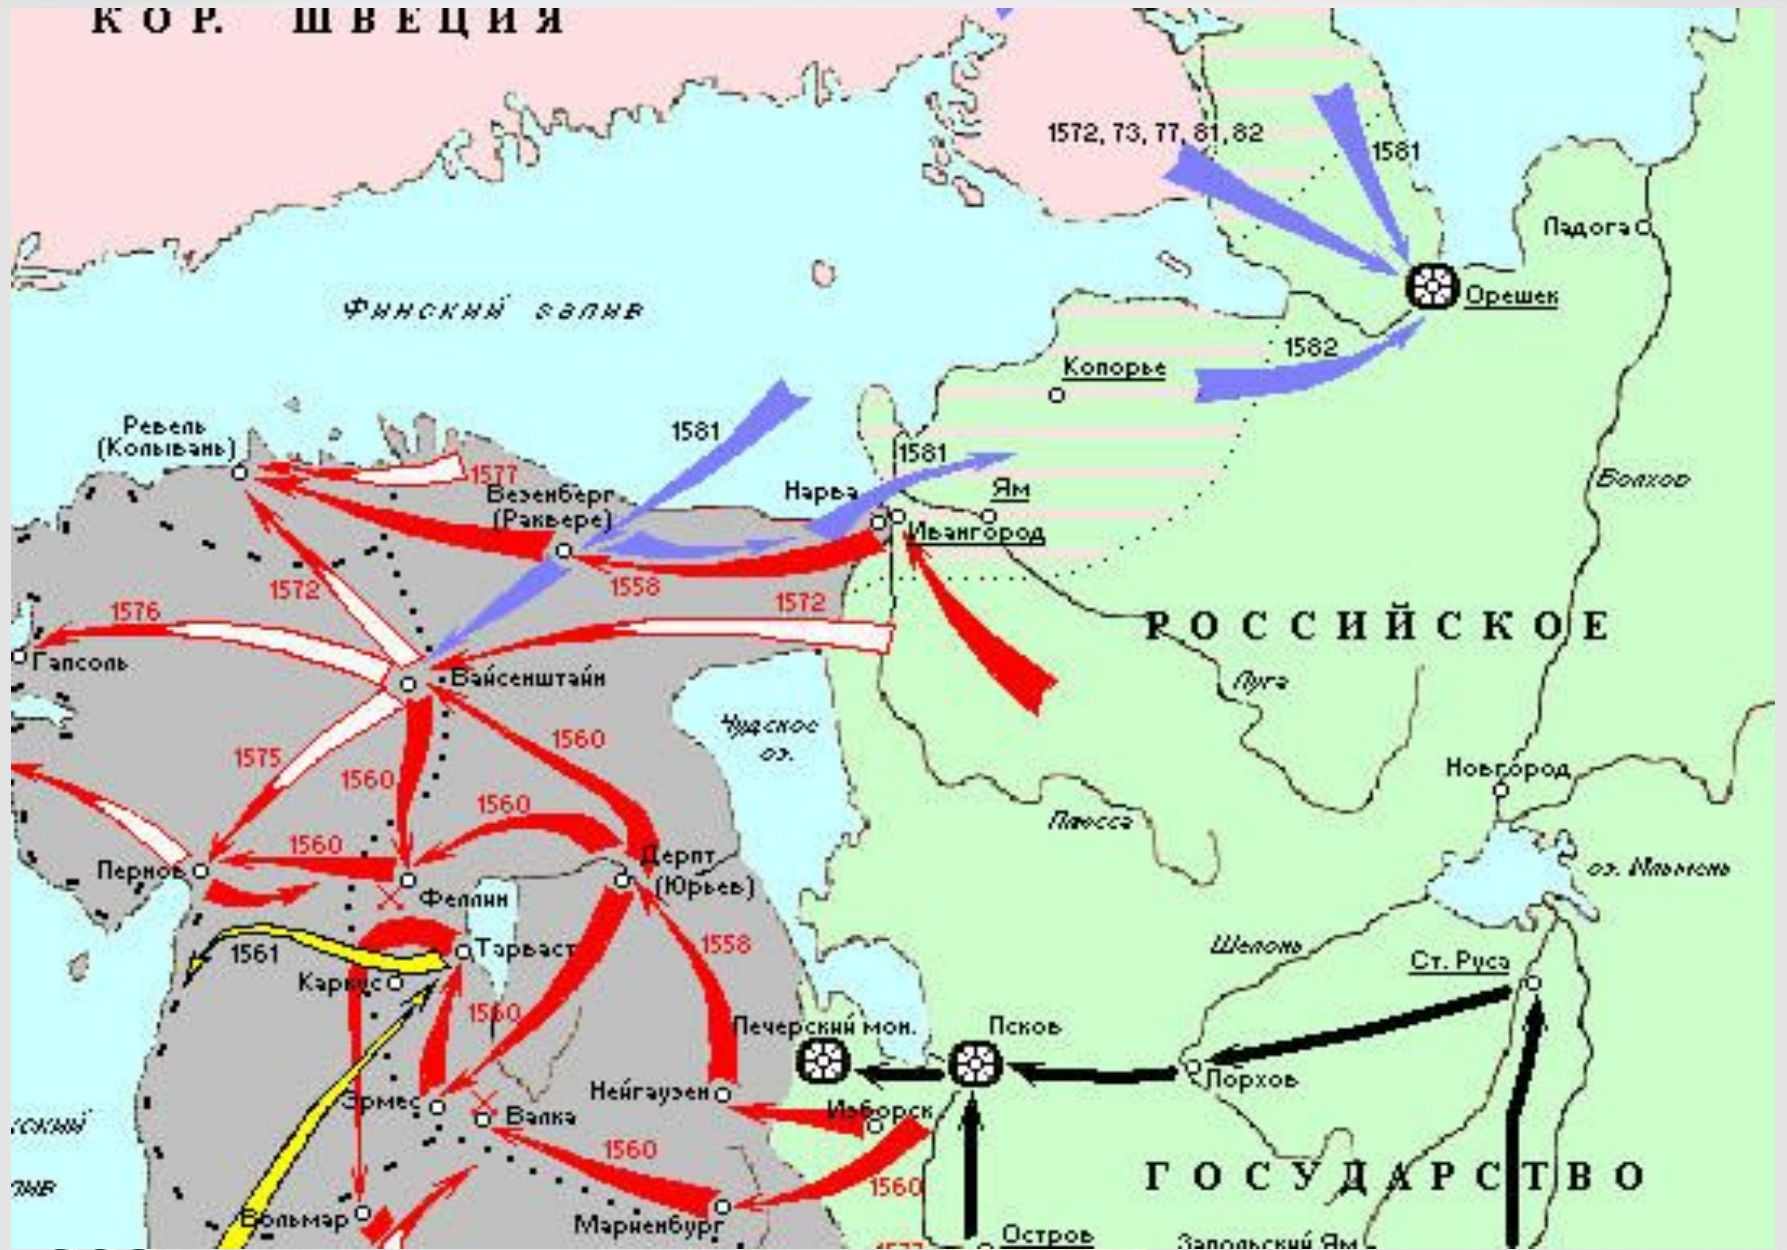 КОР. ШВЕЦИЯ
1572, 73, 77, 81, 82
1581
Ладога
Орешек
Финский залив
1582
Копорье
1581
Ревель
(Колывань)
1577
Везенберг
(Раквере)
1581
Нарва
Ям
Ивангород
Волхов
1558
1572
1576
1572
РОССИЙСКОЕ
Гапсоль
Вайсенштайн
Луга
Чудское
оз.
1575
1560
1560
Новгород
1560
Плюсса
1560
Пернов
Дерпт
(Юрьев)
Феллин
оз. Ильмень
1561
Тарваст
1558
Шелонь
Ст. Руса
Каркус
1560
Печерский мон.
Псков
Порхов
Нейгаузен
Эрмес
Валка
Изборск
1560
1560
ГОСУДАРСТВО
Вольмар
Мариенбург
Остров
Запольский Ям
1577